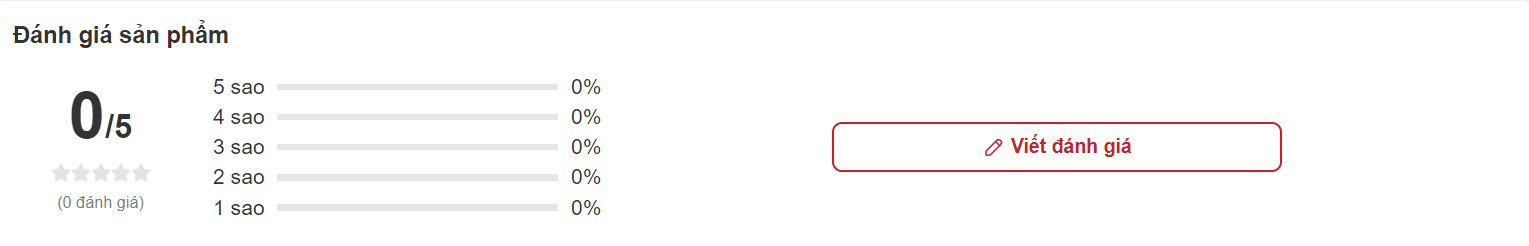 Đánh giá sản phẩm
0/5
(0 đánh giá)
5 sao 0%
4 sao 0%
3 sao 0%
2 sao 0%
1 sao 0%
Viết đánh giá